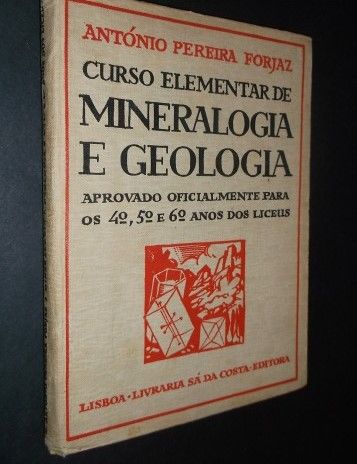 ANTÓNIO PEREIRA FORJAZ
CURSO ELEMENTAR DE
MINERALOGIA
E GEOLOGIA
APROVADO OFICIALMENTE PARA
OS 4º, 5º E 6º ANOS DOS LICEUS
LISBOA · LIVRARIA SÁ DA COSTA · EDITORA